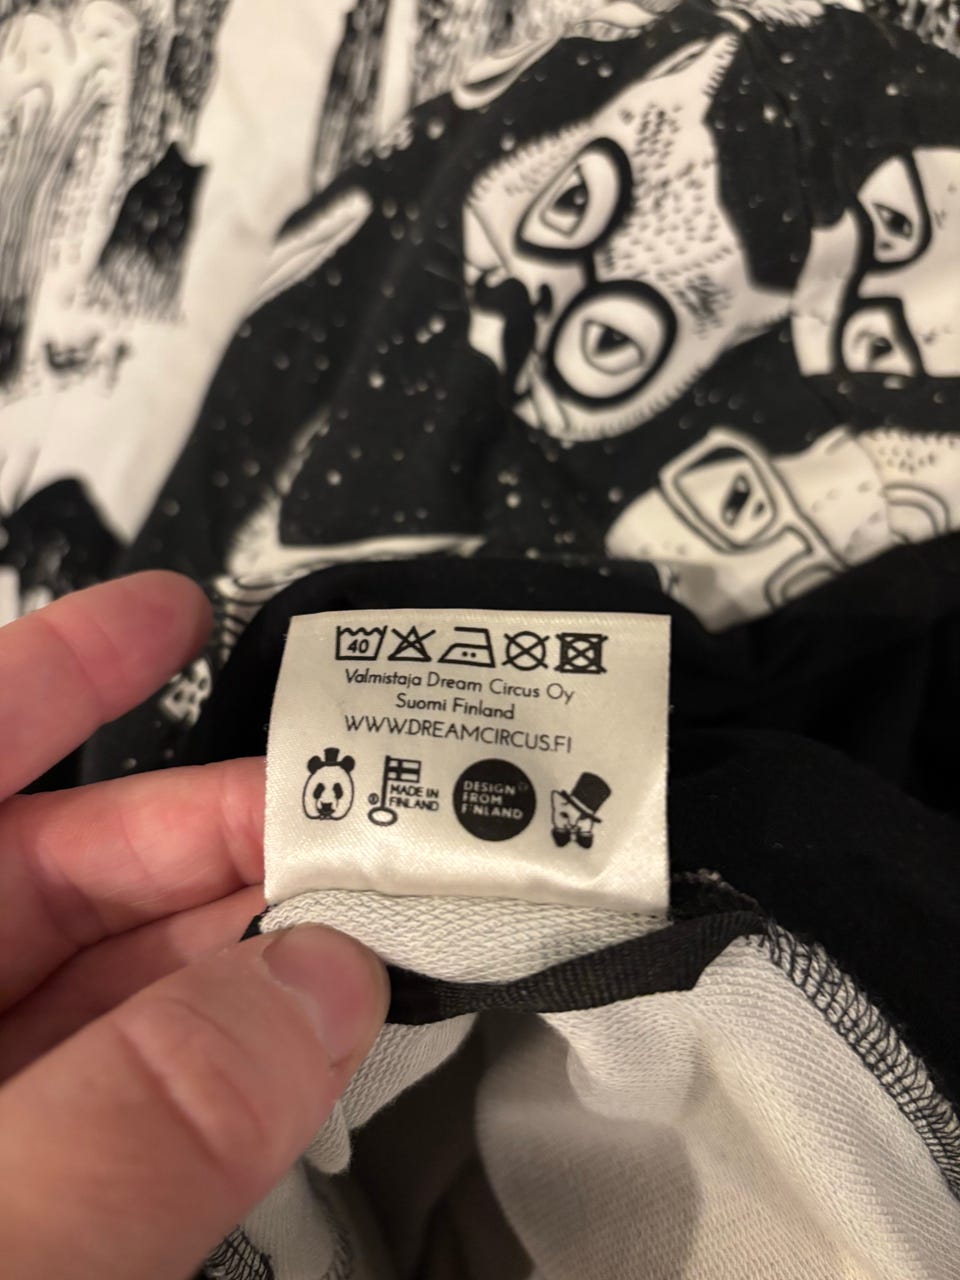 40
Valmistaja Dream Circus Oy
Suomi Finland
WWW.DREAMCIRCUS.FI
MADE IN
FINLAND
DESIGN
FROM
FINLAND